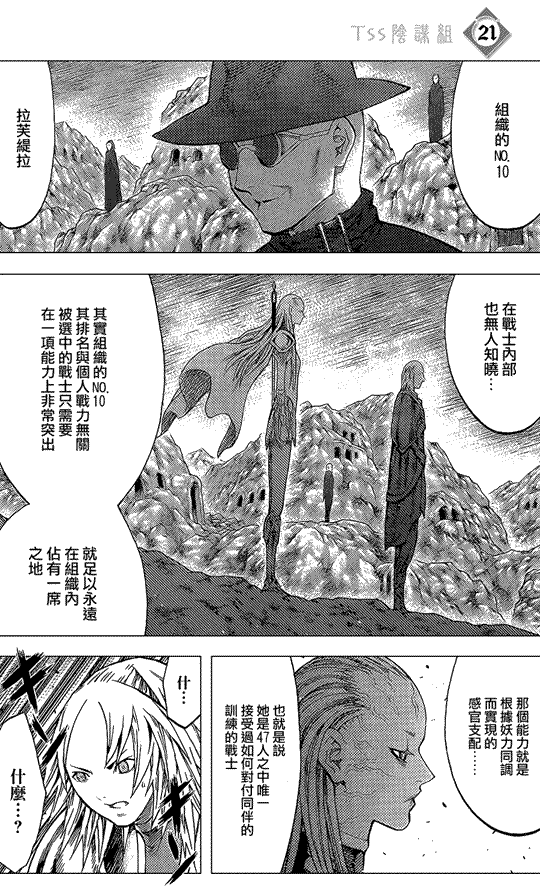 Tss陰謀組
21
組織的
NO.
10
拉芙緹拉
在戰士內部
也無人知曉…
其實組織的NO.10
其排名與個人戰力無關
被選中的戰士只需要
在一項能力上非常突出
就足以永遠
在組織內
佔有一席
之地
那個能力就是
根據妖力同調
而實現的
感官支配……
也就是說
她是47人之中唯一
接受過如何對付同伴的
訓練的戰士
什…
什麼…?